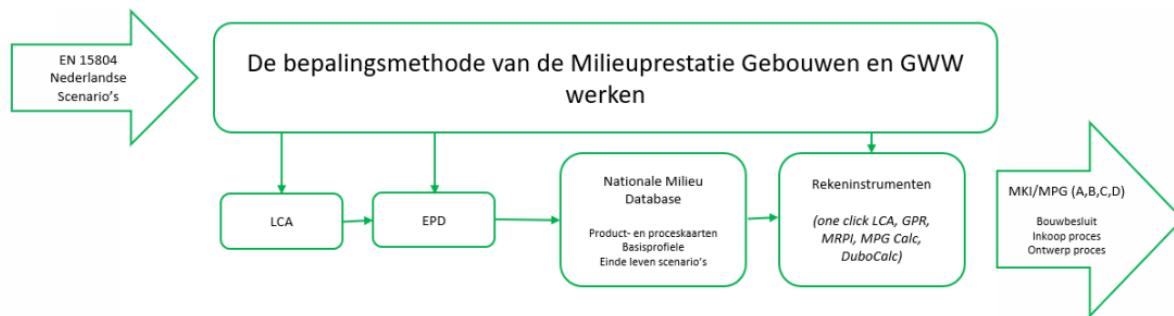 EN 15804
Nederlandse
Scenario's
De bepalingsmethode van de Milieuprestatie Gebouwen en GWW
werken
LCA
EPD
Nationale Milieu
Database
Product- en proceskaarten
Basisprofiele
Einde leven scenario's
Rekeninstrumenten
(one click LCA, GPR,
MRPI, MPG Calc,
DuboCalc)
MKI/MPG (A,B,C,D)
Bouwbesluit
Inkoop proces
Ontwerp proces